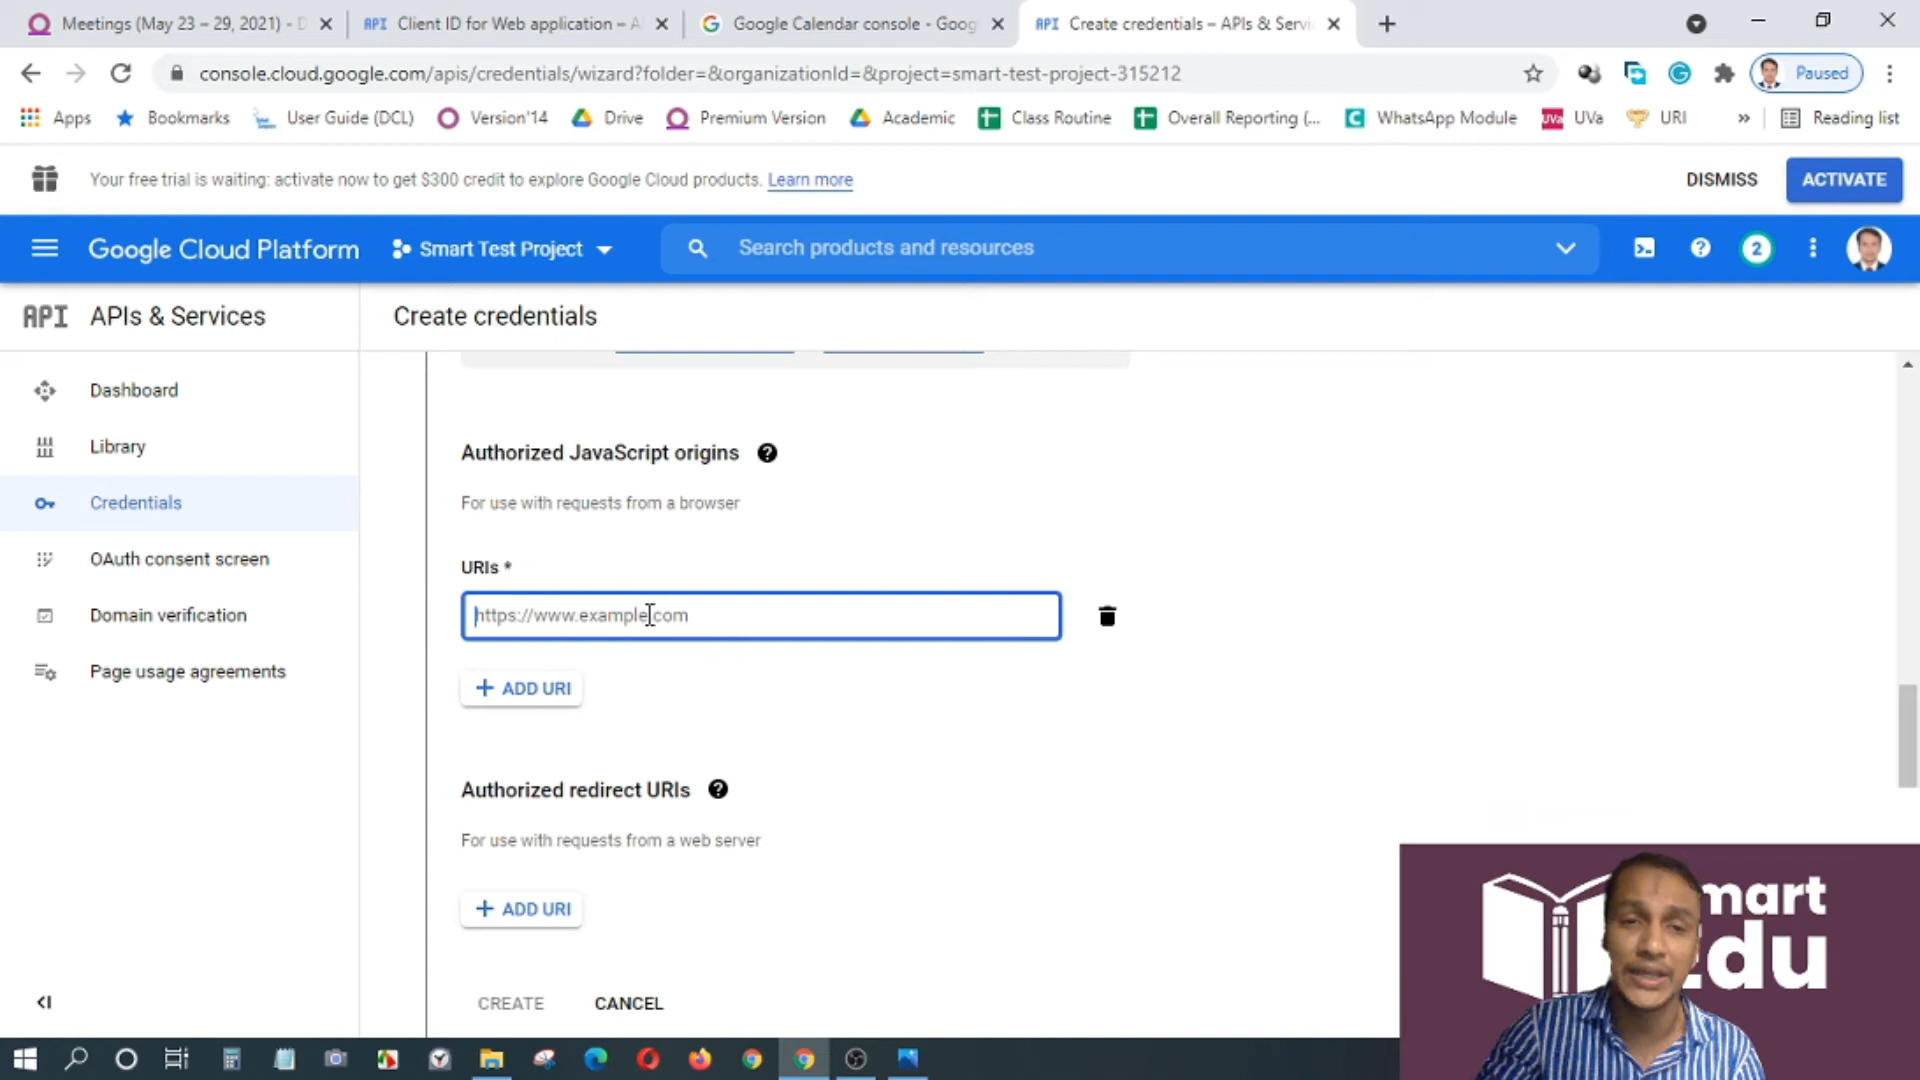 Meetings (May 23 – 29, 2021) - D
API Client ID for Web application – A
Google Calendar console - Goog
API Create credentials – APIs & Servi
console.cloud.google.com/apis/credentials/wizard?folder=&organizationId=&project=smart-test-project-315212
Paused
Apps
Bookmarks
User Guide (DCL)
Version'14
Drive
Premium Version
Academic
Class Routine
Overall Reporting (...
WhatsApp Module
UVa UVa
URI
»
Reading list
Your free trial is waiting: activate now to get $300 credit to explore Google Cloud products. Learn more
DISMISS
ACTIVATE
Google Cloud Platform
Smart Test Project
Search products and resources
2
API APIs & Services
Create credentials
Dashboard
Library
Credentials
OAuth consent screen
Domain verification
Page usage agreements
Authorized JavaScript origins
For use with requests from a browser
URIs *
https://www.example.com
+ ADD URI
Authorized redirect URIs
For use with requests from a web server
+ ADD URI
CREATE
CANCEL
mart
Edu